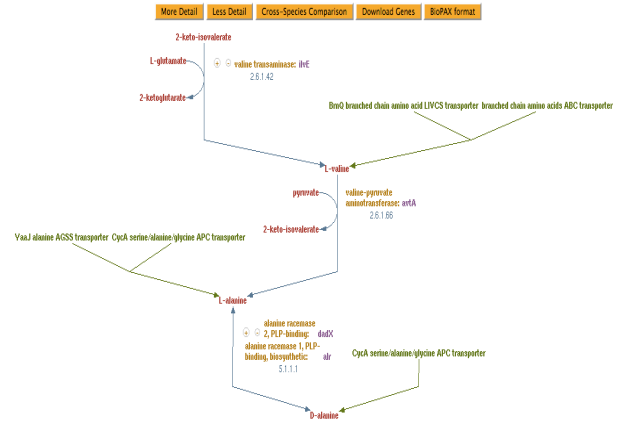 More Detail
Less Detail
Cross-Species Comparison
Download Genes
BioPAX format
2-keto-isovalerate
L-glutamate
valine transaminase: ilvE
2.6.1.42
2-ketoglutarate
BrnQ branched chain amino acid LIVCS transporter
branched chain amino acids ABC transporter
L-valine
pyruvate
valine-pyruvate
aminotransferase: avtA
2.6.1.66
2-keto-isovalerate
YaaJ alanine AGSS transporter
CycA serine/alanine/glycine APC transporter
L-alanine
alanine racemase
2, PLP-binding: dadX
alanine racemase 1, PLP-
binding, biosynthetic: alr
5.1.1.1
CycA serine/alanine/glycine APC transporter
D-alanine